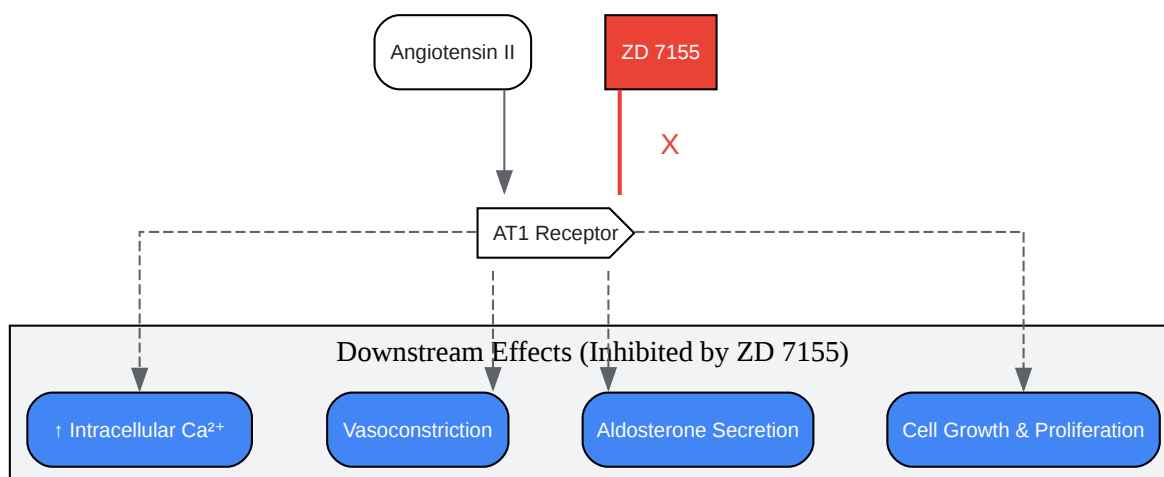 Angiotensin II
ZD 7155
X
AT1 Receptor
Downstream Effects (Inhibited by ZD 7155)
↑ Intracellular Ca²⁺
Vasoconstriction
Aldosterone Secretion
Cell Growth & Proliferation